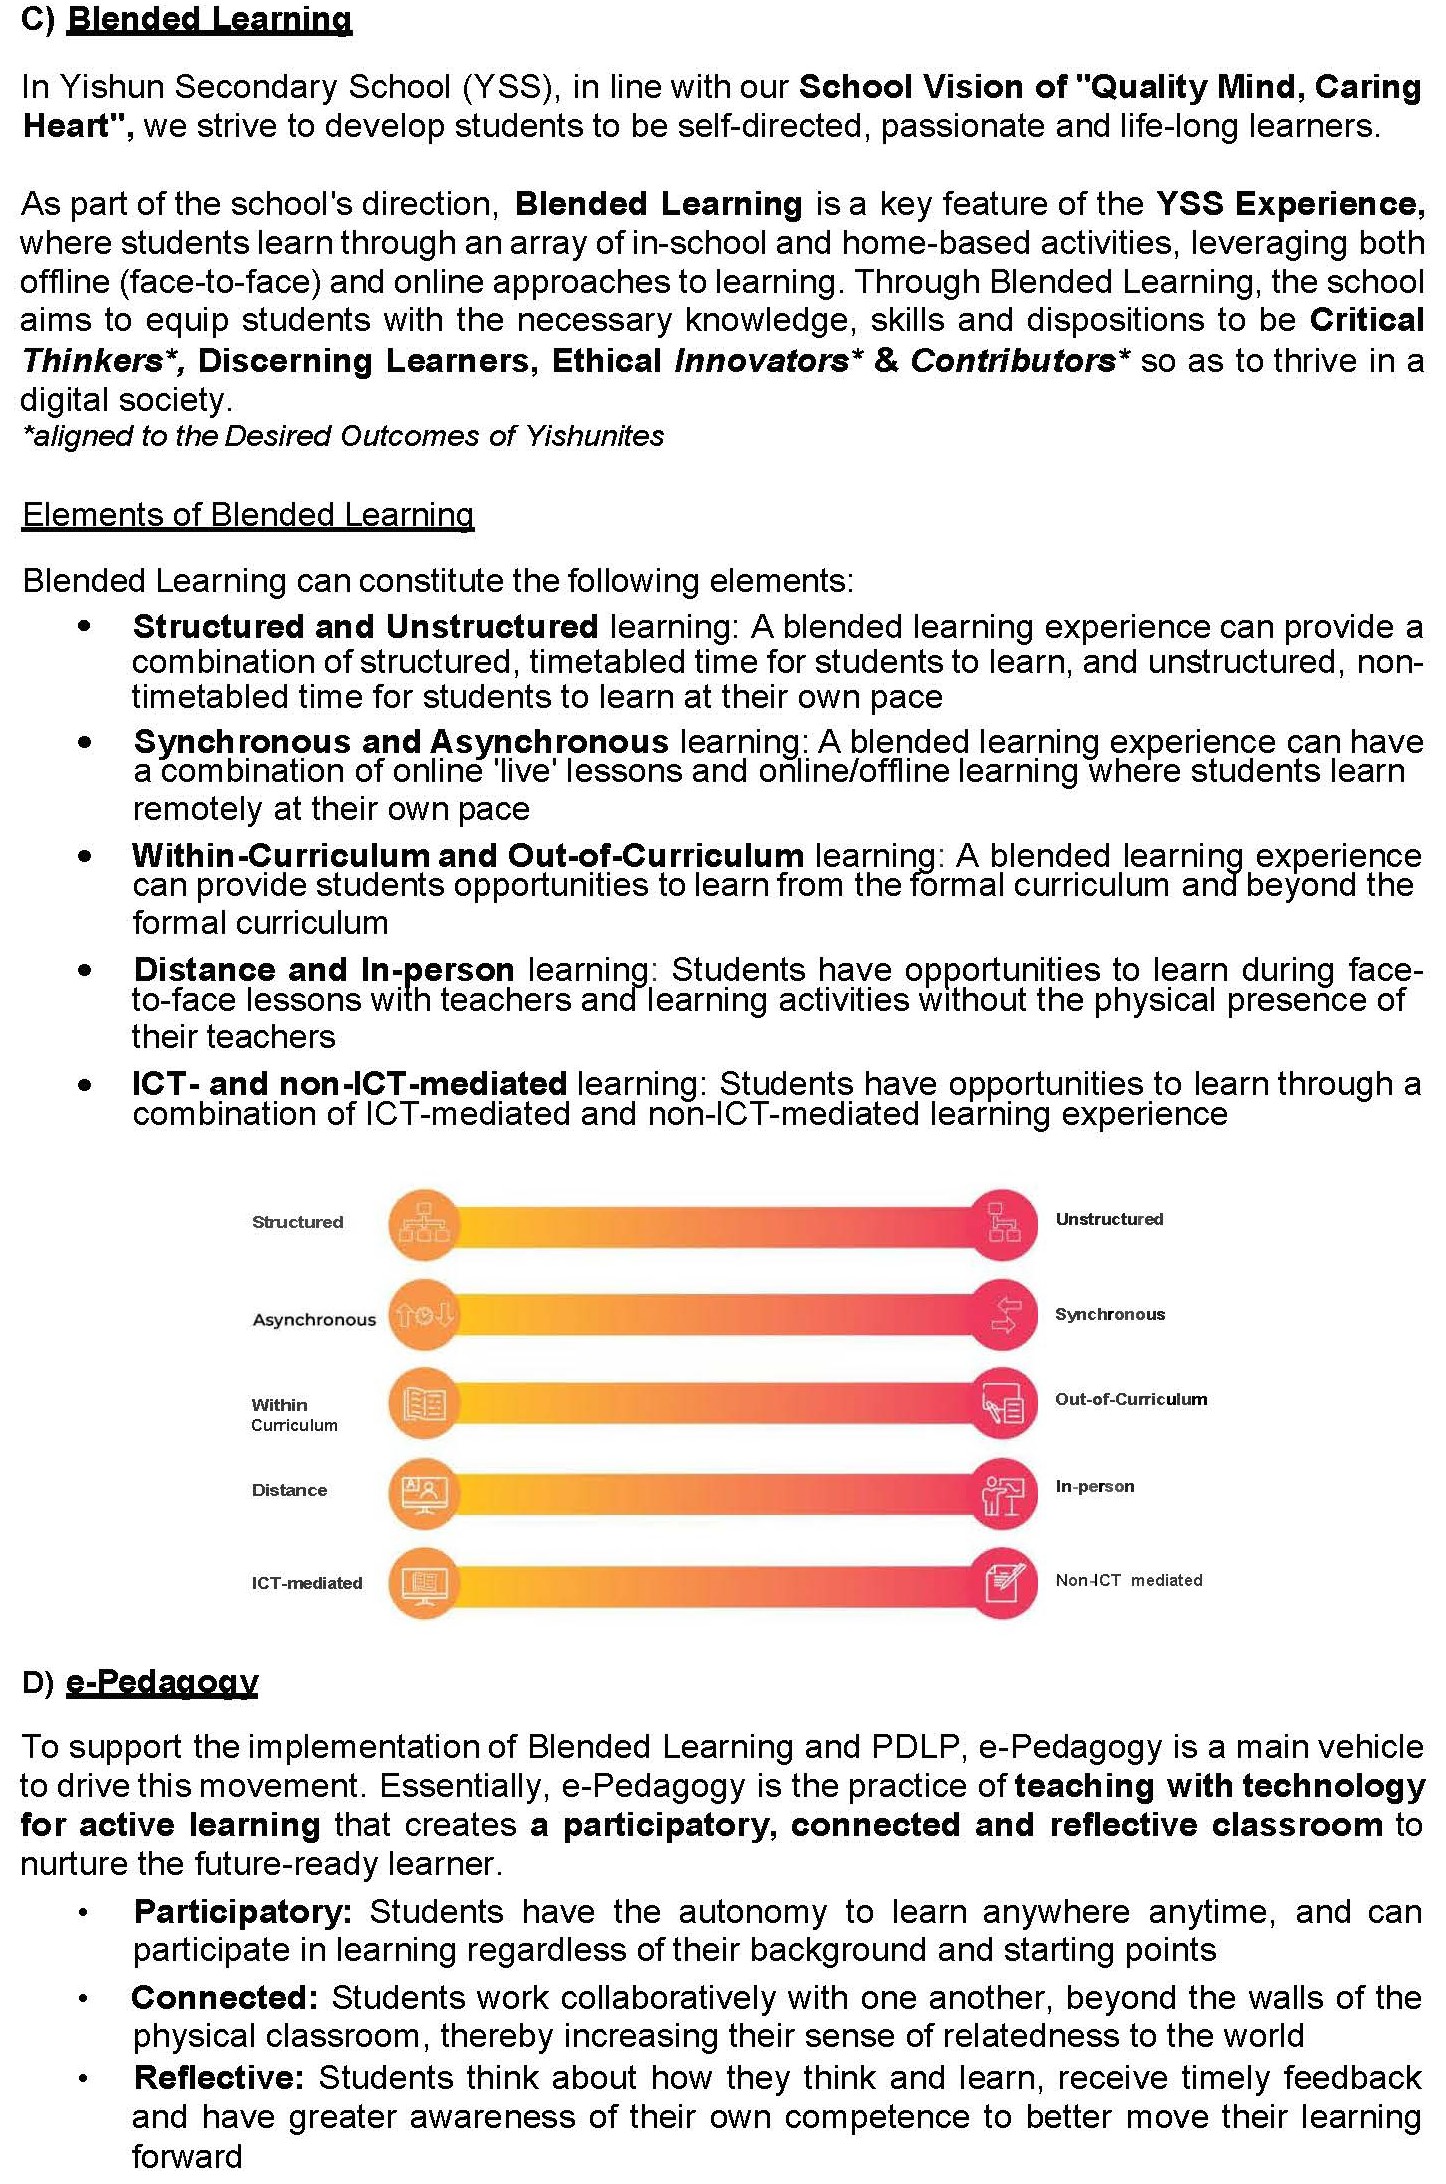 C) Blended Learning
In Yishun Secondary School (YSS), in line with our School Vision of "Quality Mind, Caring
Heart", we strive to develop students to be self-directed, passionate and life-long learners.
As part of the school's direction, Blended Learning is a key feature of the YSS Experience,
where students learn through an array of in-school and home-based activities, leveraging both
offline (face-to-face) and online approaches to learning. Through Blended Learning, the school
aims to equip students with the necessary knowledge, skills and dispositions to be Critical
Thinkers*, Discerning Learners, Ethical Innovators* & Contributors* so as to thrive in a
digital society.
*aligned to the Desired Outcomes of Yishunites
Elements of Blended Learning
Blended Learning can constitute the following elements:
• Structured and Unstructured learning: A blended learning experience can provide a
combination of structured, timetabled time for students to learn, and unstructured, non-
timetabled time for students to learn at their own pace
• Synchronous and Asynchronous learning: A blended learning experience can have
a combination of online 'live' lessons and online/offline learning where students learn
remotely at their own pace
• Within-Curriculum and Out-of-Curriculum learning: A blended learning experience
can provide students opportunities to learn from the formal curriculum and beyond the
formal curriculum
• Distance and In-person learning: Students have opportunities to learn during face-
to-face lessons with teachers and learning activities without the physical presence of
their teachers
• ICT- and non-ICT-mediated learning: Students have opportunities to learn through a
combination of ICT-mediated and non-ICT-mediated learning experience
Structured
Unstructured
Asynchronous
Synchronous
Within
Curriculum
Out-of-Curriculum
Distance
In-person
ICT-mediated
Non-ICT mediated
D) e-Pedagogy
To support the implementation of Blended Learning and PDLP, e-Pedagogy is a main vehicle
to drive this movement. Essentially, e-Pedagogy is the practice of teaching with technology
for active learning that creates a participatory, connected and reflective classroom to
nurture the future-ready learner.
• Participatory: Students have the autonomy to learn anywhere anytime, and can
participate in learning regardless of their background and starting points
• Connected: Students work collaboratively with one another, beyond the walls of the
physical classroom, thereby increasing their sense of relatedness to the world
• Reflective: Students think about how they think and learn, receive timely feedback
and have greater awareness of their own competence to better move their learning
forward